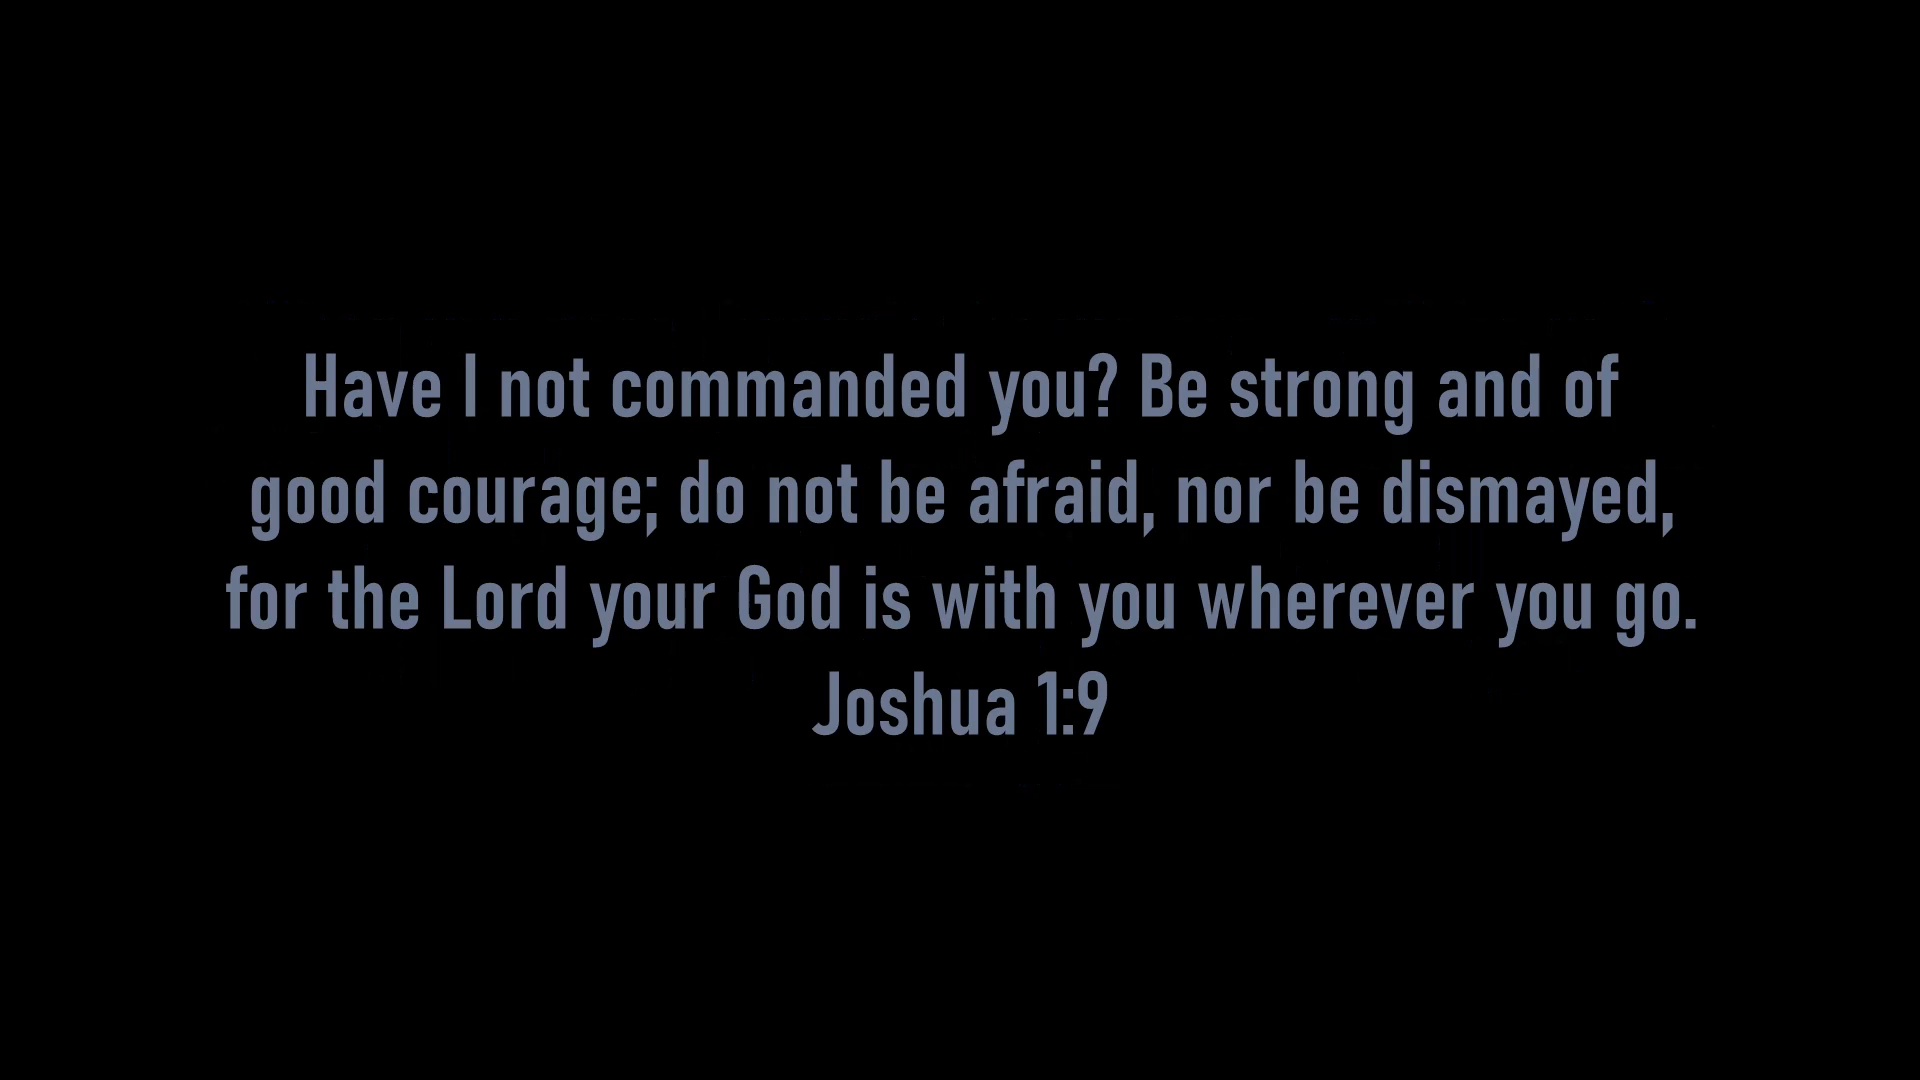 Have I not commanded you? Be strong and of
good courage; do not be afraid, nor be dismayed,
for the Lord your God is with you wherever you go.
Joshua 1:9